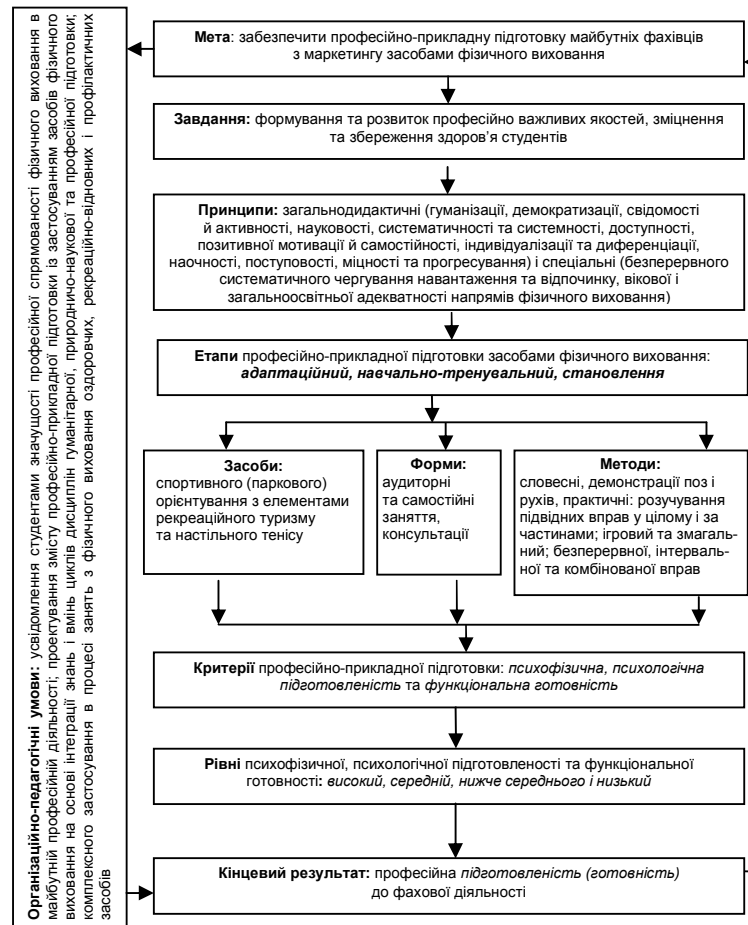 Організаційно-педагогічні умови: усвідомлення студентами значущості професійної спрямованості фізичного виховання в
майбутній професійній діяльності; проектування змісту професійно-прикладної підготовки із застосуванням засобів фізичного
виховання на основі інтеграції знань і вмінь циклів дисциплін гуманітарної, природничо-наукової та професійної підготовки;
комплексного застосування в процесі занять з фізичного виховання оздоровчих, рекреаційно-відновних і профілактичних
засобів
Мета: забезпечити професійно-прикладну підготовку майбутніх фахівців
з маркетингу засобами фізичного виховання
Завдання: формування та розвиток професійно важливих якостей, зміцнення
та збереження здоров’я студентів
Принципи: загальнодидактичні (гуманізації, демократизації, свідомості
й активності, науковості, систематичності та системності, доступності,
позитивної мотивації й самостійності, індивідуалізації та диференціації,
наочності, поступовості, міцності та прогресування) і спеціальні (безперервного
систематичного чергування навантаження та відпочинку, вікової і
загальноосвітньої адекватності напрямів фізичного виховання)
Етапи професійно-прикладної підготовки засобами фізичного виховання:
адаптаційний, навчально-тренувальний, становлення
Засоби:
спортивного (паркового)
орієнтування з елементами
рекреаційного туризму
та настільного тенісу
Форми:
аудиторні
та самостійні
заняття,
консультації
Методи:
словесні, демонстрації поз і
рухів, практичні: розучування
підвідних вправ у цілому і за
частинами; ігровий та змагаль-
ний; безперервної, інтерваль-
ної та комбінованої вправ
Критерії професійно-прикладної підготовки: психофізична, психологічна
підготовленість та функціональна готовність
Рівні психофізичної, психологічної підготовленості та функціональної
готовності: високий, середній, нижче середнього і низький
Кінцевий результат: професійна підготовленість (готовність)
до фахової діяльності